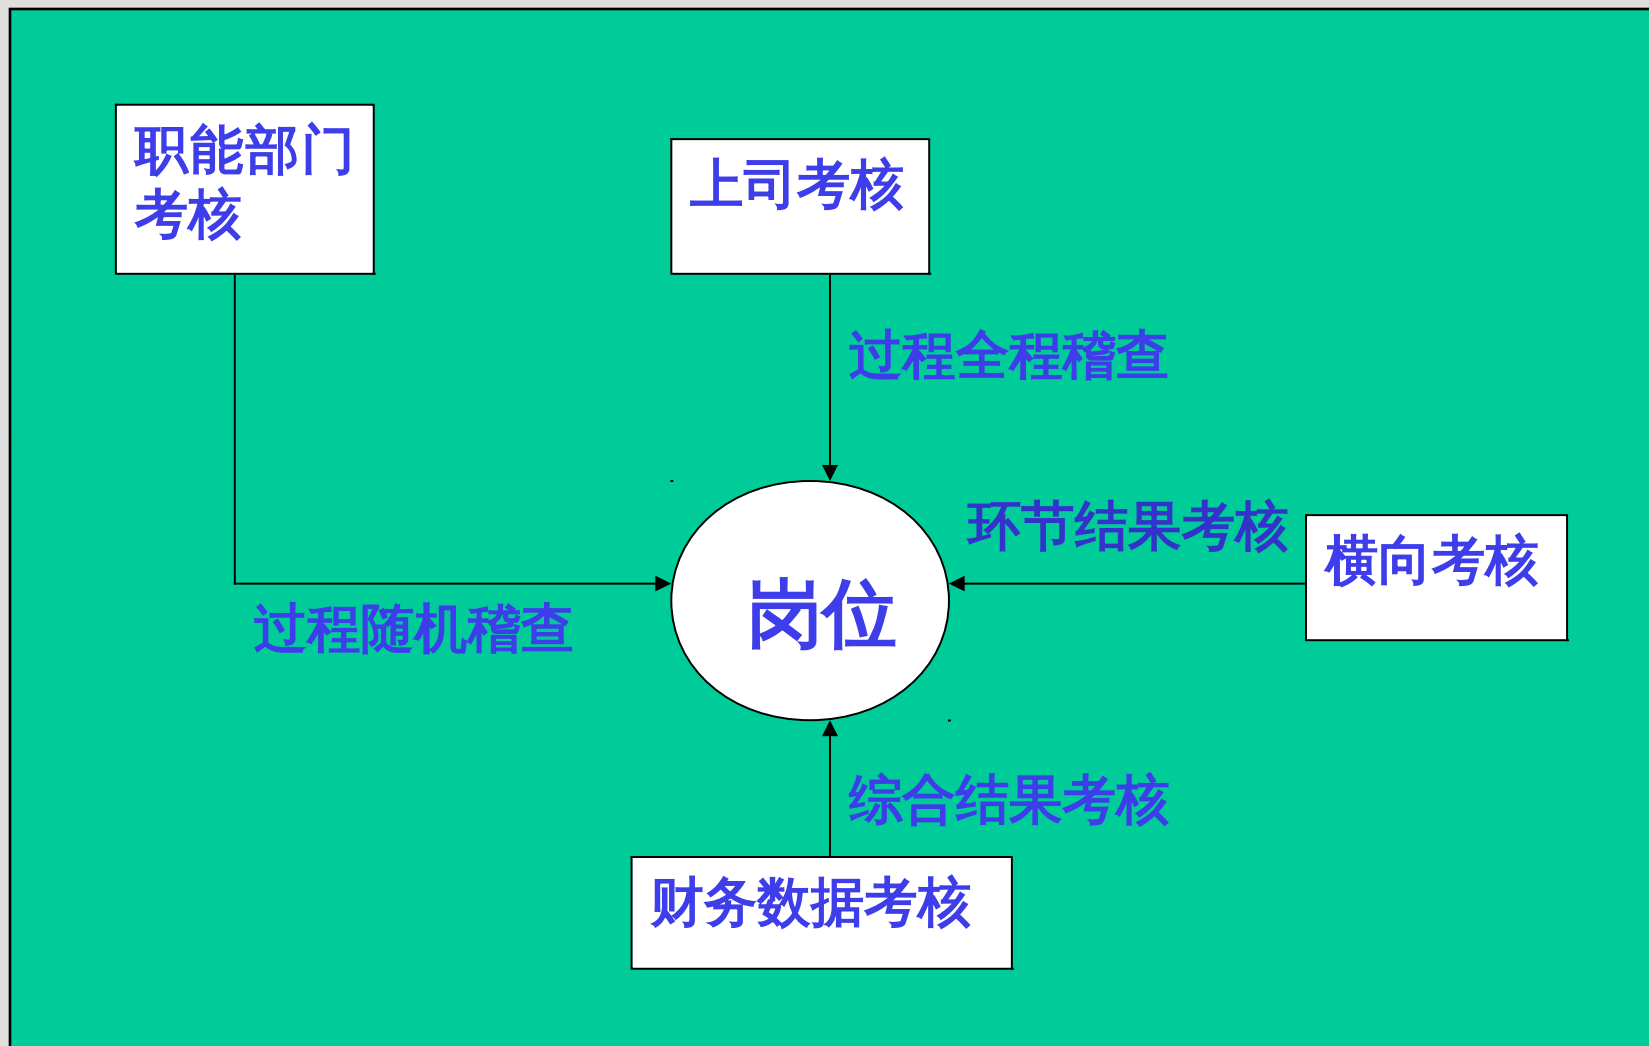 职能部门
考核
上司考核
过程全程稽查
环节结果考核
横向考核
岗位
过程随机稽查
综合结果考核
财务数据考核